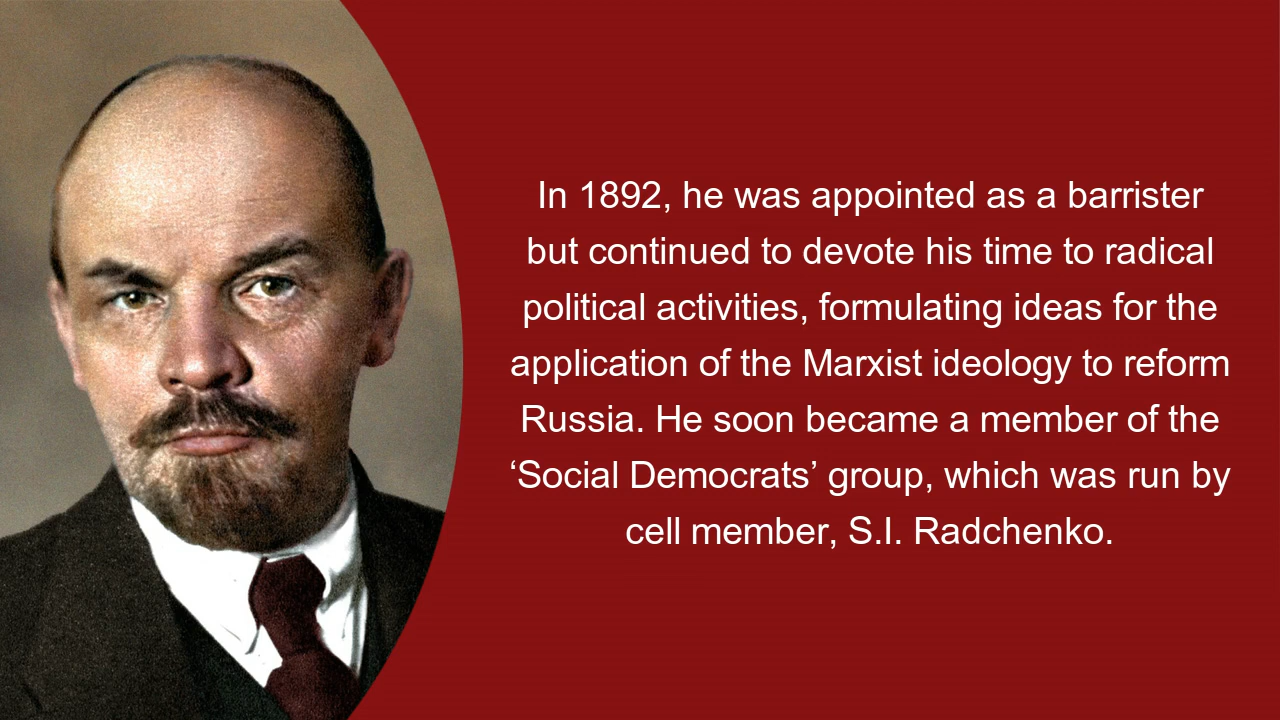 In 1892, he was appointed as a barrister
but continued to devote his time to radical
political activities, formulating ideas for the
application of the Marxist ideology to reform
Russia. He soon became a member of the
‘Social Democrats’ group, which was run by
cell member, S.I. Radchenko.